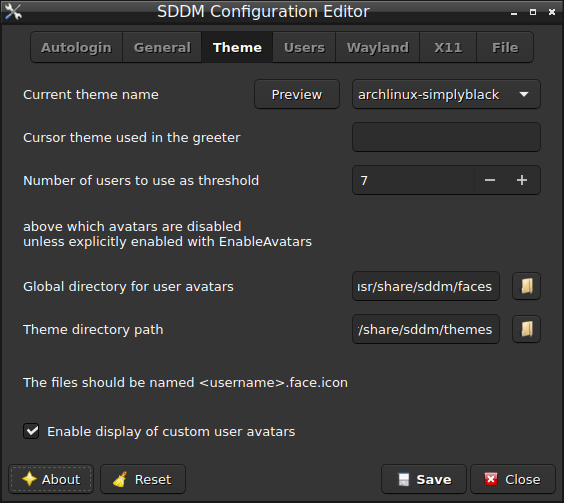 SDDM Configuration Editor
Autologin General Theme Users Wayland X11 File
Current theme name Preview archlinux-simplyblack
Cursor theme used in the greeter
Number of users to use as threshold 7
above which avatars are disabled
unless explicitly enabled with EnableAvatars
Global directory for user avatars usr/share/sddm/faces
Theme directory path /share/sddm/themes
The files should be named <username>.face.icon
Enable display of custom user avatars
About Reset Save Close